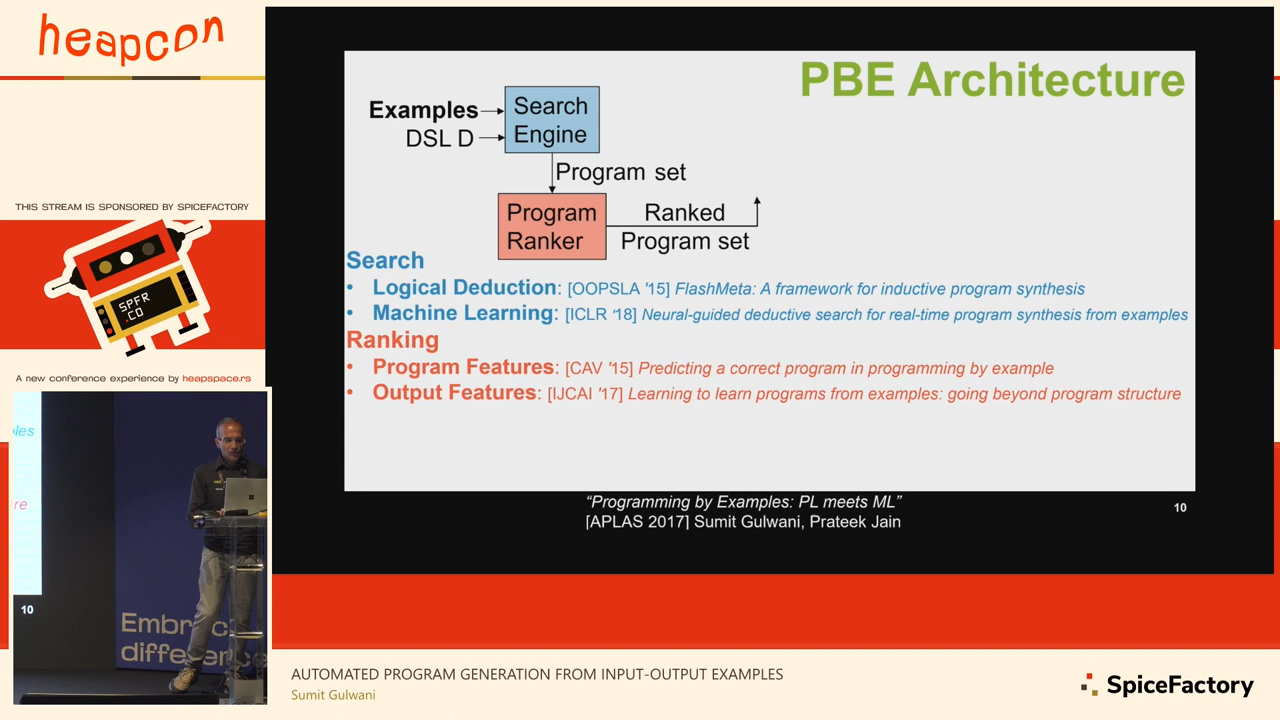 heapcon
THIS STREAM IS SPONSORED BY SPICEFACTORY
SPFR
.CO
A new conference experience by heapspace.rs
PBE Architecture
Examples
DSL D
Search
Engine
Program set
Program
Ranker
Ranked
Program set
Search
• Logical Deduction: [OOPSLA '15] FlashMeta: A framework for inductive program synthesis
• Machine Learning: [ICLR '18] Neural-guided deductive search for real-time program synthesis from examples
Ranking
• Program Features: [CAV '15] Predicting a correct program in programming by example
• Output Features: [IJCAI '17] Learning to learn programs from examples: going beyond program structure
“Programming by Examples: PL meets ML”
[APLAS 2017] Sumit Gulwani, Prateek Jain
10
les
re
10
Embr c
diffe ence
AUTOMATED PROGRAM GENERATION FROM INPUT-OUTPUT EXAMPLES
Sumit Gulwani
SpiceFactory